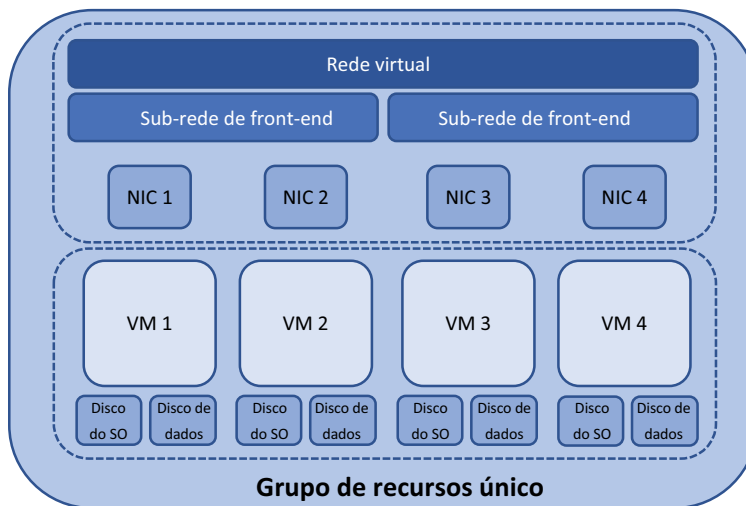 Rede virtual
Sub-rede de front-end
Sub-rede de front-end
NIC 1
NIC 2
NIC 3
NIC 4
VM 1
VM 2
VM 3
VM 4
Disco
do SO
Disco de
dados
Disco
do SO
Disco de
dados
Disco
do SO
Disco de
dados
Disco
do SO
Disco de
dados
Grupo de recursos único